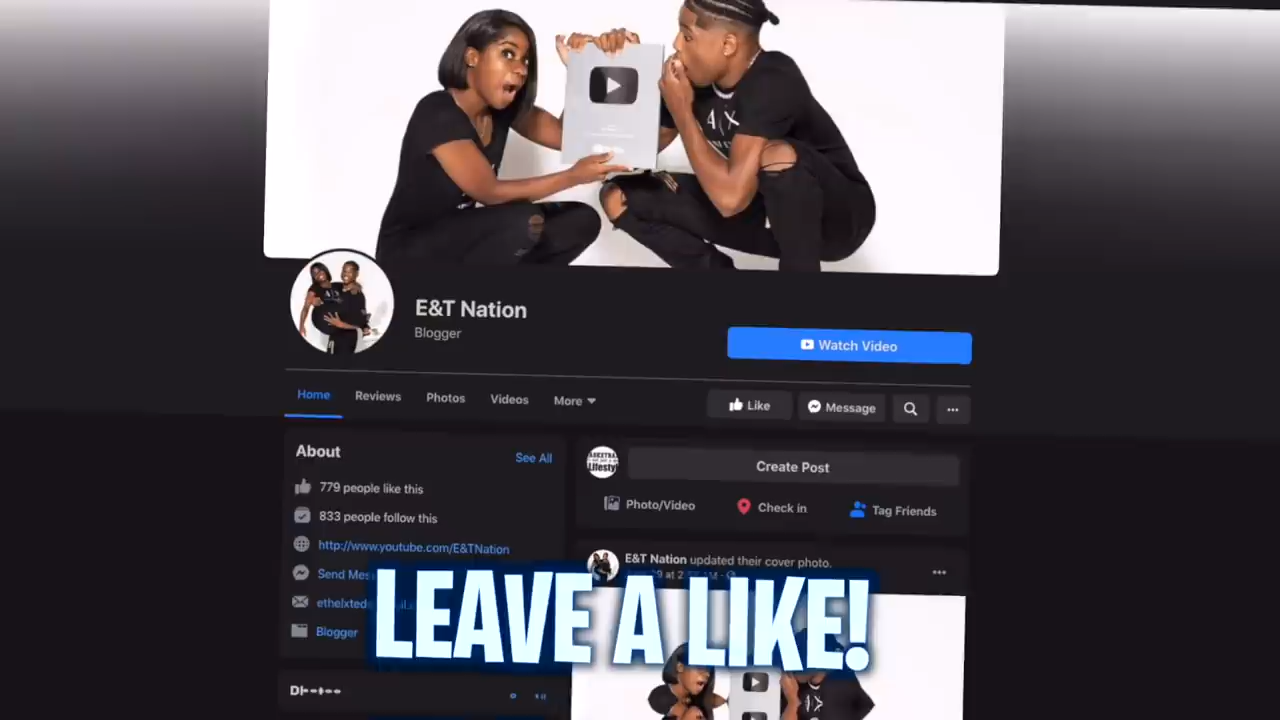 A|X
E&T Nation
Blogger
Watch Video
Home
Reviews
Photos
Videos
More
Like
Message
About
See All
779 people like this
833 people follow this
http://www.youtube.com/E&TNation
Send
Blogger
Create Post
Photo/Video
Check in
Tag Friends
E&T Nation updated their cover photo.
LEAVE A LIKE!